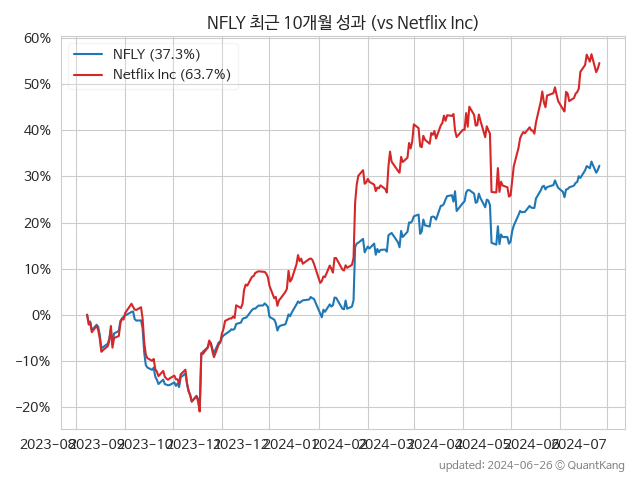 NFLY 최근 10개월 성과 (vs Netflix Inc)
60%
50%
40%
30%
20%
10%
0%
−10%
−20%
NFLY (37.3%)
Netflix Inc (63.7%)
2023-08 2023-09 2023-10 2023-11 2023-12 2024-01 2024-02 2024-03 2024-04 2024-05 2024-06 2024-07
updated: 2024-06-26 © QuantKang